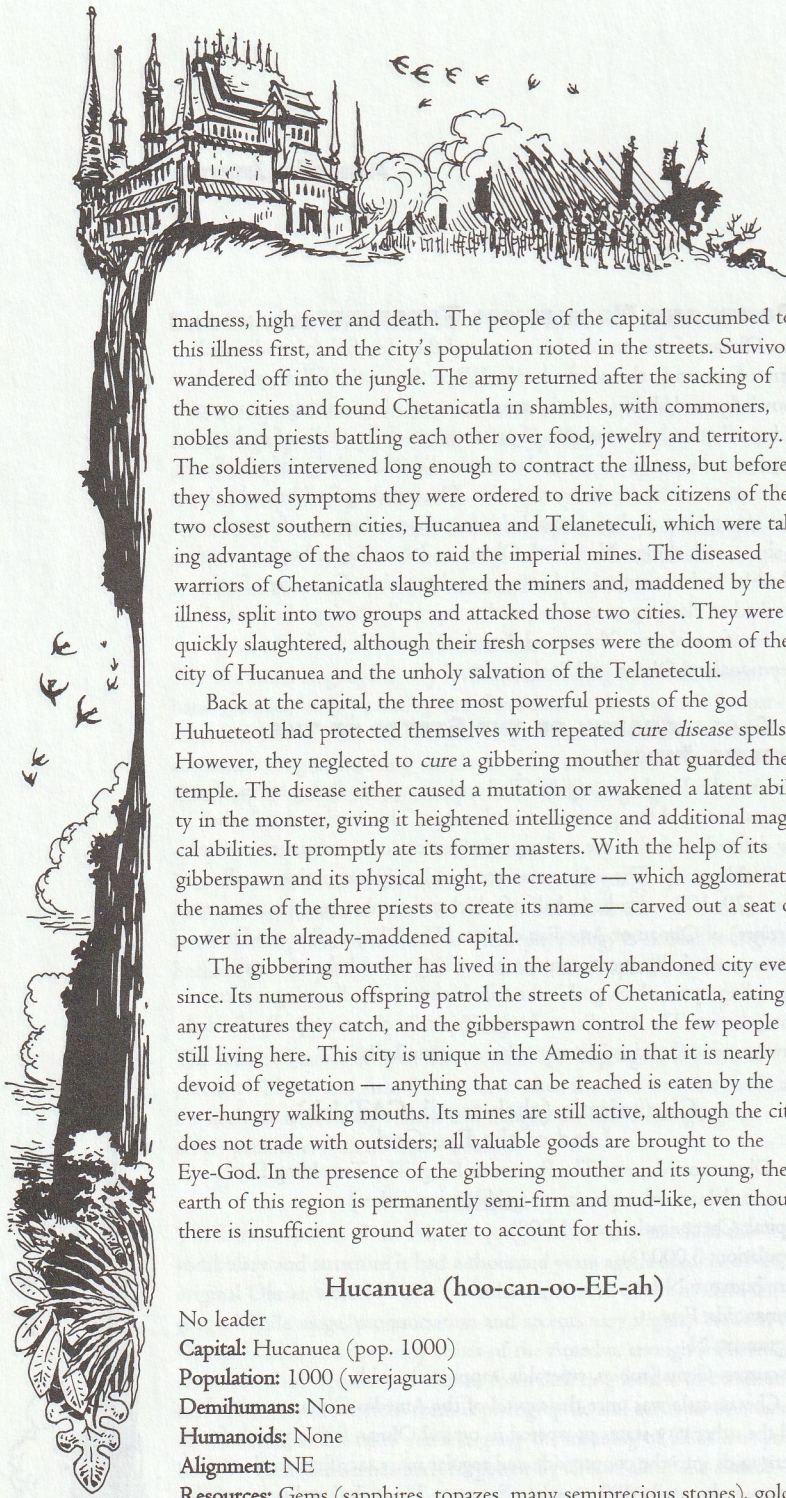 madness, high fever and death. The people of the capital succumbed to
this illness first, and the city's population rioted in the streets. Survivo
wandered off into the jungle. The army returned after the sacking of
the two cities and found Chetanicatla in shambles, with commoners,
nobles and priests battling each other over food, jewelry and territory.
The soldiers intervened long enough to contract the illness, but before
they showed symptoms they were ordered to drive back citizens of the
two closest southern cities, Hucanuea and Telaneteculi, which were tak
ing advantage of the chaos to raid the imperial mines. The diseased
warriors of Chetanicatla slaughtered the miners and, maddened by the
illness, split into two groups and attacked those two cities. They were
quickly slaughtered, although their fresh corpses were the doom of the
city of Hucanuea and the unholy salvation of the Telaneteculi.
Back at the capital, the three most powerful priests of the god
Huhueteotl had protected themselves with repeated cure disease spells
However, they neglected to cure a gibbering mouther that guarded the
temple. The disease either caused a mutation or awakened a latent abil
ty in the monster, giving it heightened intelligence and additional mag
cal abilities. It promptly ate its former masters. With the help of its
gibberspawn and its physical might, the creature — which agglomerat
the names of the three priests to create its name — carved out a seat o
power in the already-maddened capital.
The gibbering mouther has lived in the largely abandoned city eve
since. Its numerous offspring patrol the streets of Chetanicatla, eating
any creatures they catch, and the gibberspawn control the few people
still living here. This city is unique in the Amedio in that it is nearly
devoid of vegetation — anything that can be reached is eaten by the
ever-hungry walking mouths. Its mines are still active, although the cit
does not trade with outsiders; all valuable goods are brought to the
Eye-God. In the presence of the gibbering mouther and its young, the
earth of this region is permanently semi-firm and mud-like, even thou
there is insufficient ground water to account for this.
Hucanuea (hoo-can-oo-EE-ah)
No leader
Capital: Hucanuea (pop. 1000)
Population: 1000 (werejaguars)
Demihumans: None
Humanoids: None
Alignment: NE
Resources: Gems (sapphires, topazes, many semiprecious stones), gold